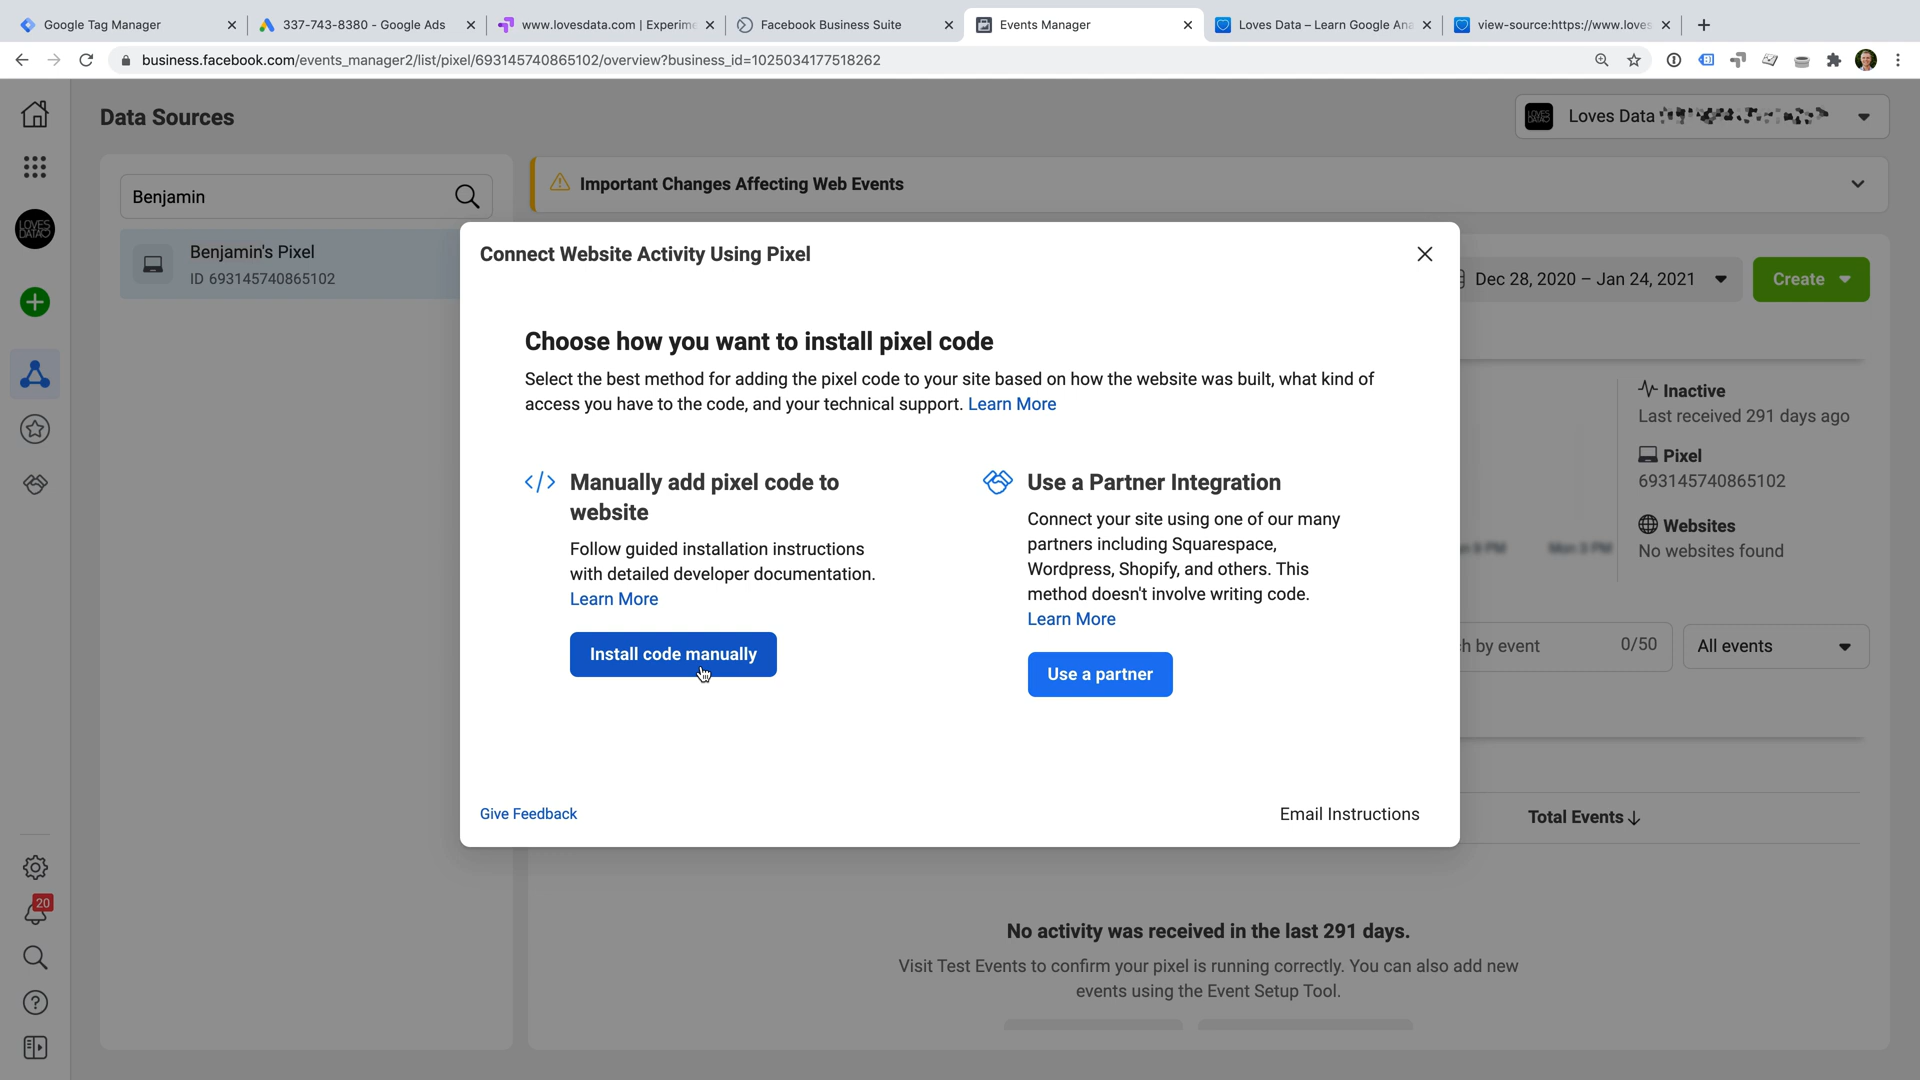 Google Tag Manager
337-743-8380 - Google Ads
www.lovesdata.com | Experime
Facebook Business Suite
Events Manager
Loves Data – Learn Google Ana
view-source:https://www.loves
business.facebook.com/events_manager2/list/pixel/693145740865102/overview?business_id=1025034177518262
Data Sources
LOVES
DATA
Loves Data
Benjamin
Important Changes Affecting Web Events
LOVES
DATA
Benjamin's Pixel
ID 693145740865102
Connect Website Activity Using Pixel
Dec 28, 2020 – Jan 24, 2021
Create
Choose how you want to install pixel code
Select the best method for adding the pixel code to your site based on how the website was built, what kind of
access you have to the code, and your technical support. Learn More
Inactive
Last received 291 days ago
Pixel
693145740865102
Websites
No websites found
Manually add pixel code to
website
Follow guided installation instructions
with detailed developer documentation.
Learn More
Install code manually
Use a Partner Integration
Connect your site using one of our many
partners including Squarespace,
Wordpress, Shopify, and others. This
method doesn't involve writing code.
Learn More
Use a partner
h by event
0/50
All events
Give Feedback
Email Instructions
Total Events
20
No activity was received in the last 291 days.
Visit Test Events to confirm your pixel is running correctly. You can also add new
events using the Event Setup Tool.